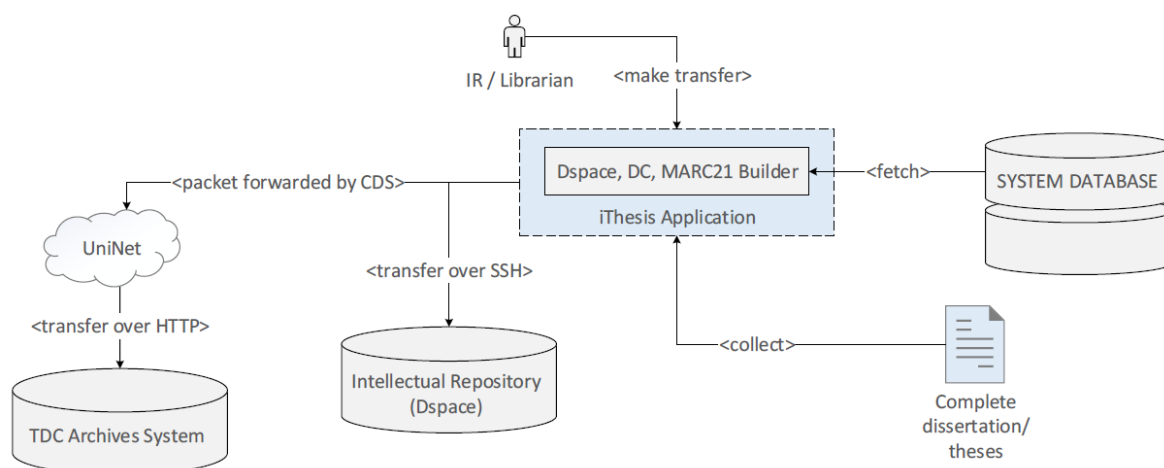 IR / Librarian
<make transfer>
Dspace, DC, MARC21 Builder
iThesis Application
<fetch>
SYSTEM DATABASE
<packet forwarded by CDS>
UniNet
<transfer over SSH>
<transfer over HTTP>
<collect>
Intellectual Repository
(Dspace)
TDC Archives System
Complete
dissertation/
theses